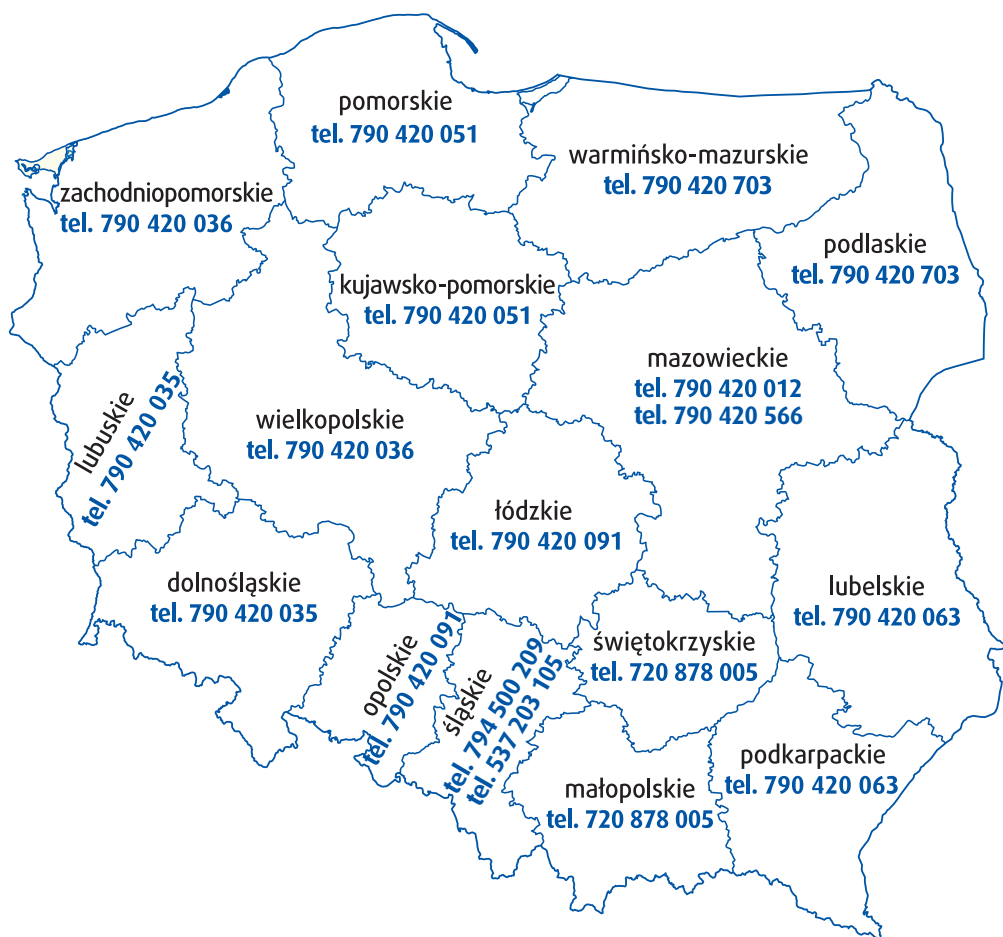 pomorskie
tel. 790 420 051
warmińsko-mazurskie
tel. 790 420 703
zachodniopomorskie
tel. 790 420 036
podlaskie
tel. 790 420 703
kujawsko-pomorskie
tel. 790 420 051
mazowieckie
tel. 790 420 012
tel. 790 420 566
lubuskie
tel. 790 420 035
wielkopolskie
tel. 790 420 036
łódzkie
tel. 790 420 091
dolnośląskie
tel. 790 420 035
lubelskie
tel. 790 420 063
opolskie
tel. 790 420 091
śląskie
tel. 794 500 209
tel. 537 203 105
świętokrzyskie
tel. 720 878 005
małopolskie
tel. 720 878 005
podkarpackie
tel. 790 420 063